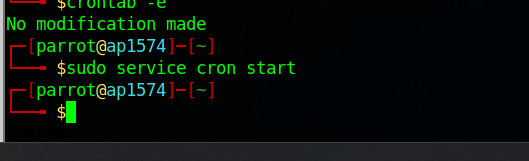 $crontab -e
No modification made
┌─[parrot@ap1574]─[~]
└──╼ $sudo service cron start
┌─[parrot@ap1574]─[~]
└──╼ $